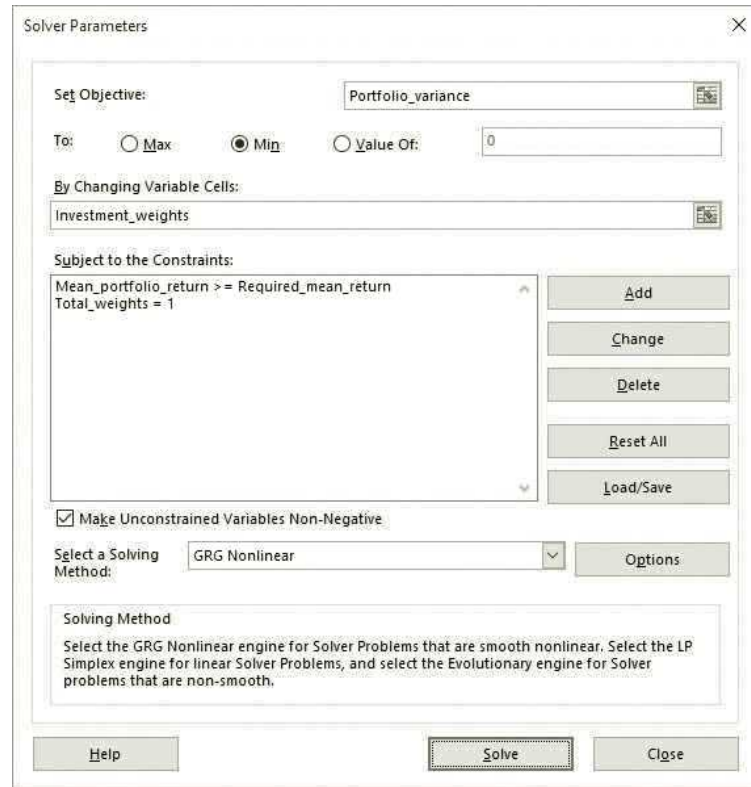 Solver Parameters
Set Objective:
Portfolio_variance
To:
Max
Min
Value Of:
0
By Changing Variable Cells:
Investment_weights
Subject to the Constraints:
Mean_portfolio_return >= Required_mean_return
Total_weights = 1
Add
Change
Delete
Reset All
Load/Save
Make Unconstrained Variables Non-Negative
Select a Solving
Method:
GRG Nonlinear
Options
Solving Method
Select the GRG Nonlinear engine for Solver Problems that are smooth nonlinear. Select the LP
Simplex engine for linear Solver Problems, and select the Evolutionary engine for Solver
problems that are non-smooth.
Help
Solve
Close